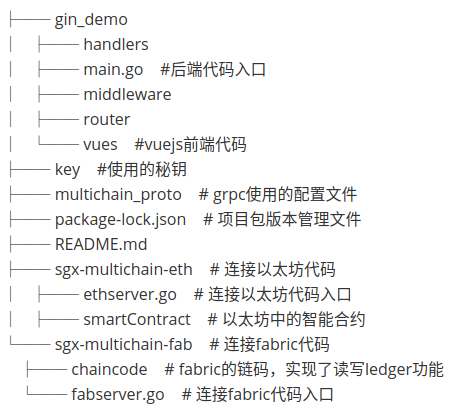 ├── gin_demo
│   ├── handlers
│   ├── main.go #后端代码入口
│   ├── middleware
│   ├── router
│   └── vues #vuejs前端代码
├── key #使用的秘钥
├── multichain_proto # grpc使用的配置文件
├── package-lock.json # 项目包版本管理文件
├── README.md
├── sgx-multichain-eth # 连接以太坊代码
│   ├── ethserver.go # 连接以太坊代码入口
│   ├── smartContract # 以太坊中的智能合约
└── sgx-multichain-fab # 连接fabric代码
    ├── chaincode # fabric的链码，实现了读写ledger功能
    └── fabserver.go # 连接fabric代码入口